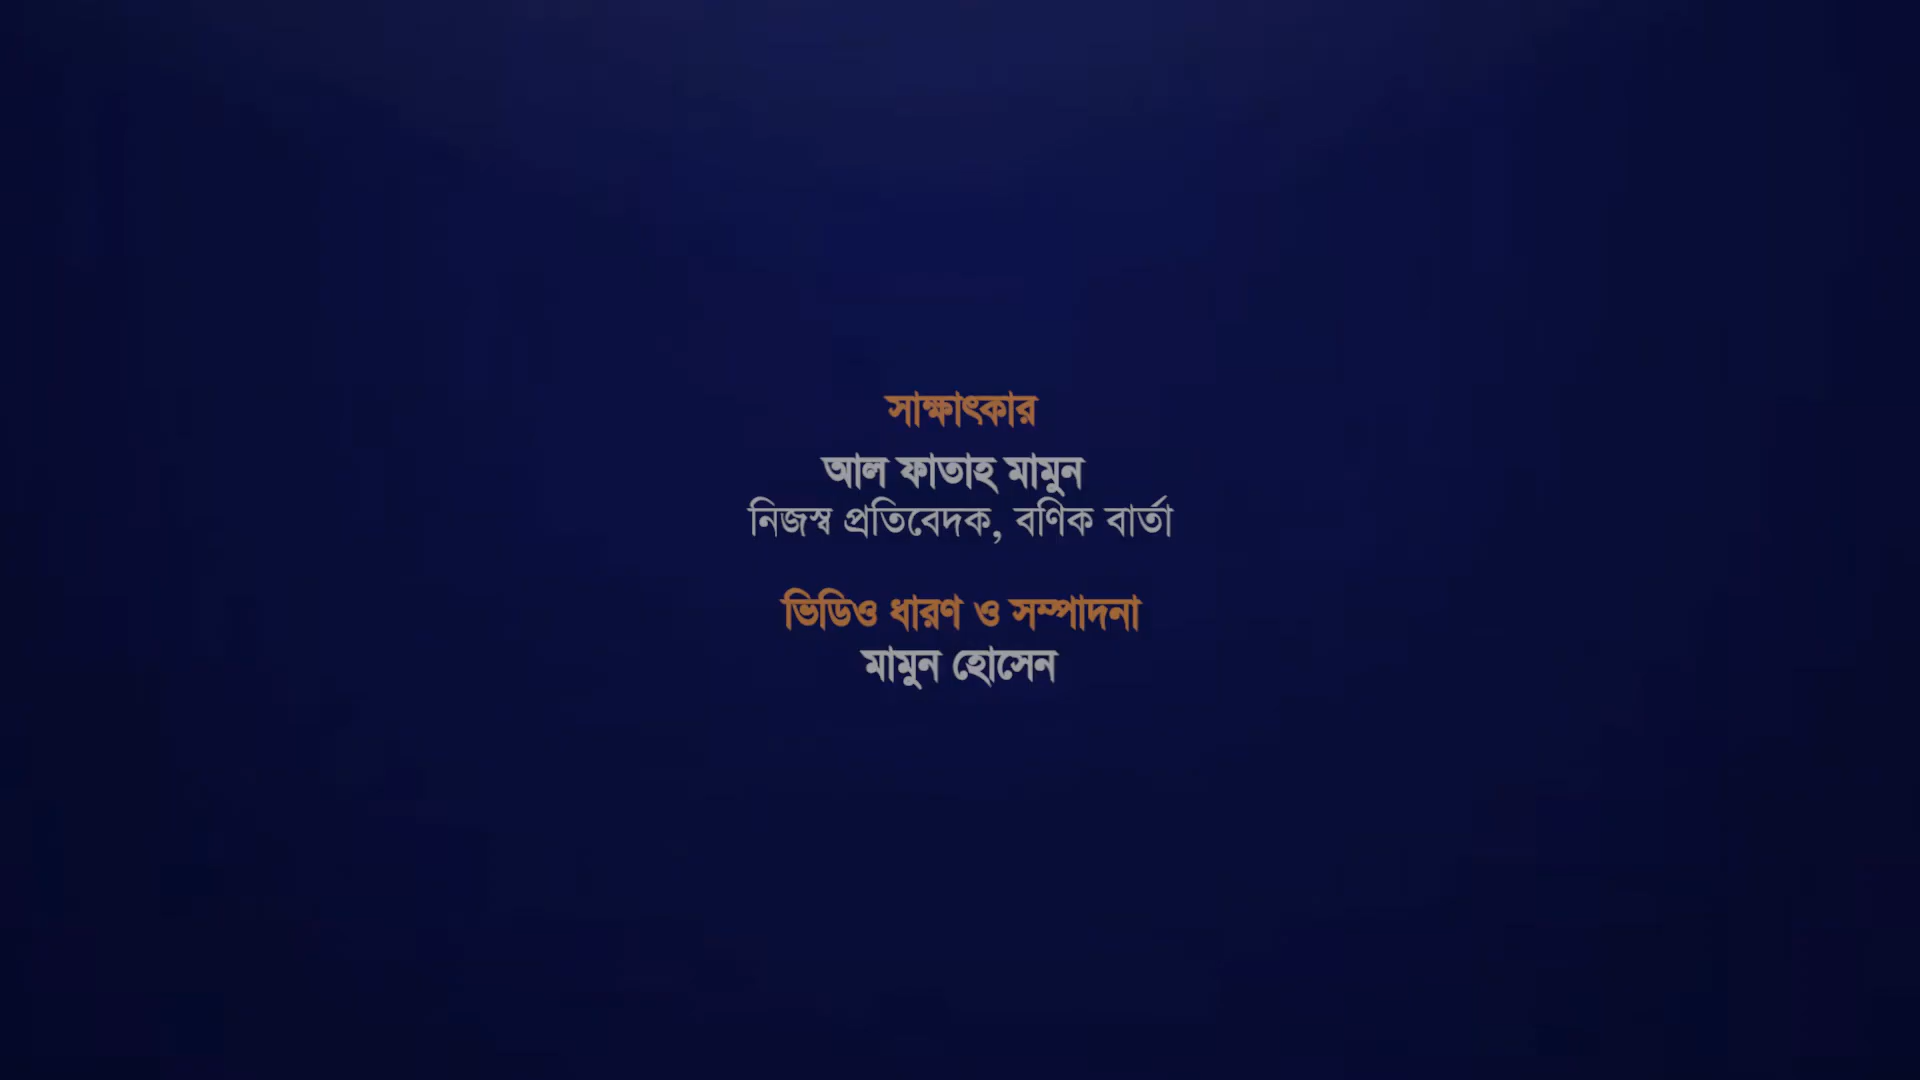 সাক্ষাৎকার
আল ফাতাহ মামুন
নিজস্ব প্রতিবেদক, বণিক বার্তা
ভিডিও ধারণ ও সম্পাদনা
মামুন হোসেন